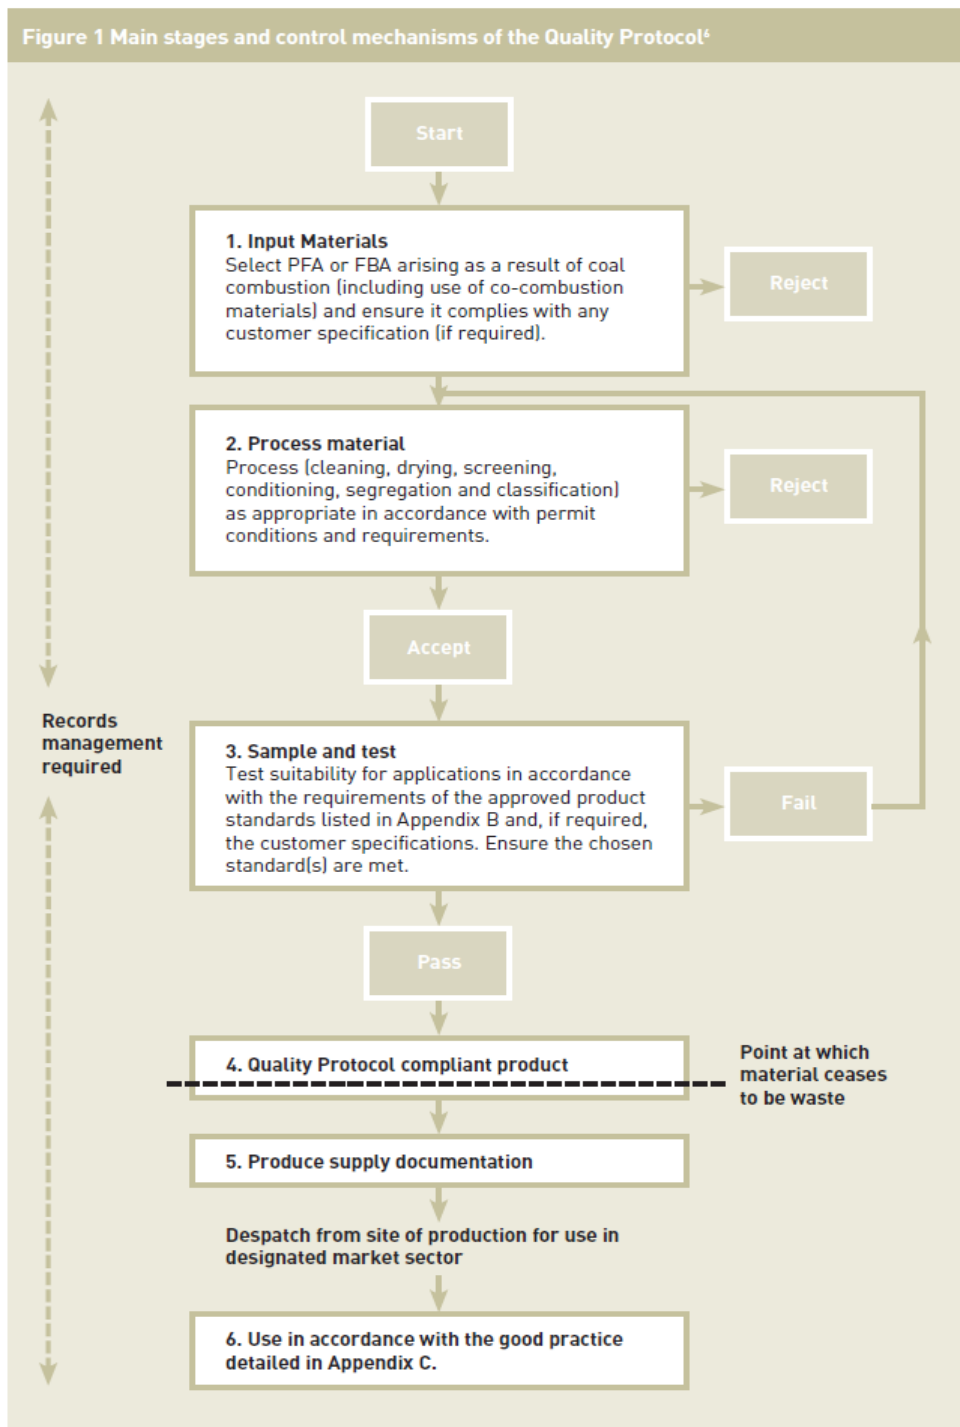 Figure 1 Main stages and control mechanisms of the Quality Protocol⁶
Start
1. Input Materials
Select PFA or FBA arising as a result of coal
combustion (including use of co-combustion
materials) and ensure it complies with any
customer specification (if required).
Reject
2. Process material
Process (cleaning, drying, screening,
conditioning, segregation and classification)
as appropriate in accordance with permit
conditions and requirements.
Reject
Accept
Records
management
required
3. Sample and test
Test suitability for applications in accordance
with the requirements of the approved product
standards listed in Appendix B and, if required,
the customer specifications. Ensure the chosen
standard(s) are met.
Fail
Pass
4. Quality Protocol compliant product
Point at which
material ceases
to be waste
5. Produce supply documentation
Despatch from site of production for use in
designated market sector
6. Use in accordance with the good practice
detailed in Appendix C.